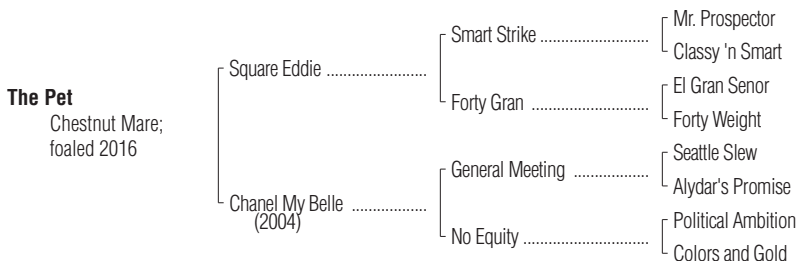 The Pet
Chestnut Mare;
foaled 2016
Square Eddie ..........................
Chanel My Belle ...................
(2004)
Smart Strike ............................
Forty Gran ..............................
General Meeting ...................
No Equity ................................
Mr. Prospector
Classy 'n Smart
El Gran Senor
Forty Weight
Seattle Slew
Alydar's Promise
Political Ambition
Colors and Gold